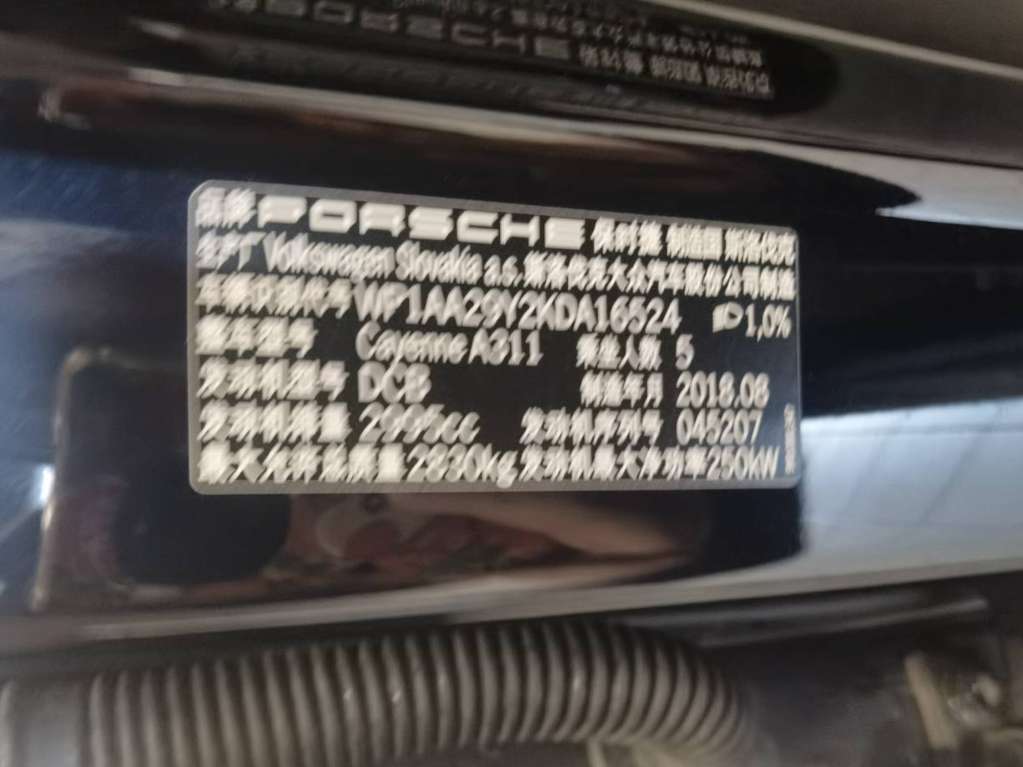 品牌 PORSCHE 保时捷 制造国 斯洛伐克
生产厂 Volkswagen Slovakia a.s. 斯洛伐克大众汽车股份公司制造
车辆识别代号 WP1AA29Y2KDA16524 1,0%
整车型号 Cayenne A311 乘坐人数 5
发动机型号 DCB 制造年月 2018.08
发动机排量 2995cc 发动机序列号 045207
最大允许总质量 2830kg 发动机最大净功率 250kW